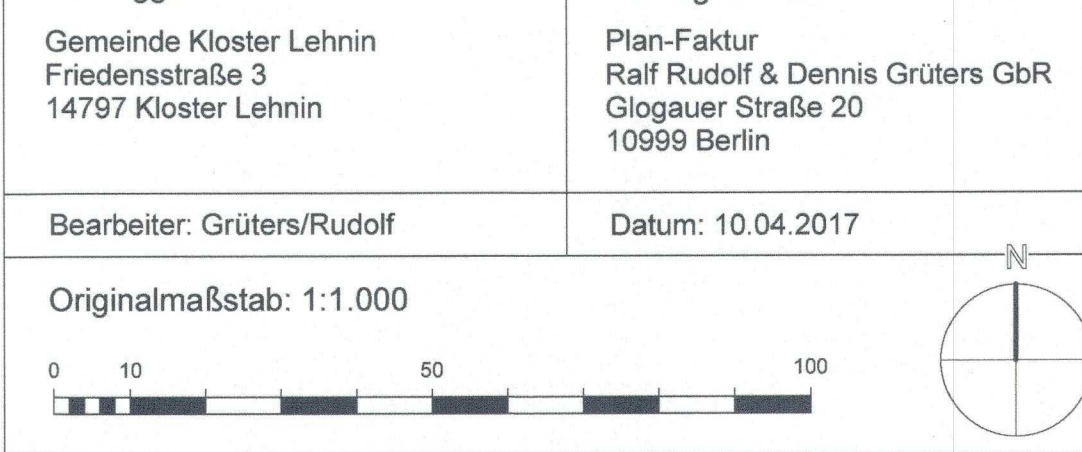 Gemeinde Kloster Lehnin
Friedensstraße 3
14797 Kloster Lehnin
Plan-Faktur
Ralf Rudolf & Dennis Grüters GbR
Glogauer Straße 20
10999 Berlin
Bearbeiter: Grüters/Rudolf
Datum: 10.04.2017
Originalmaßstab: 1:1.000
0 10 50 100
N